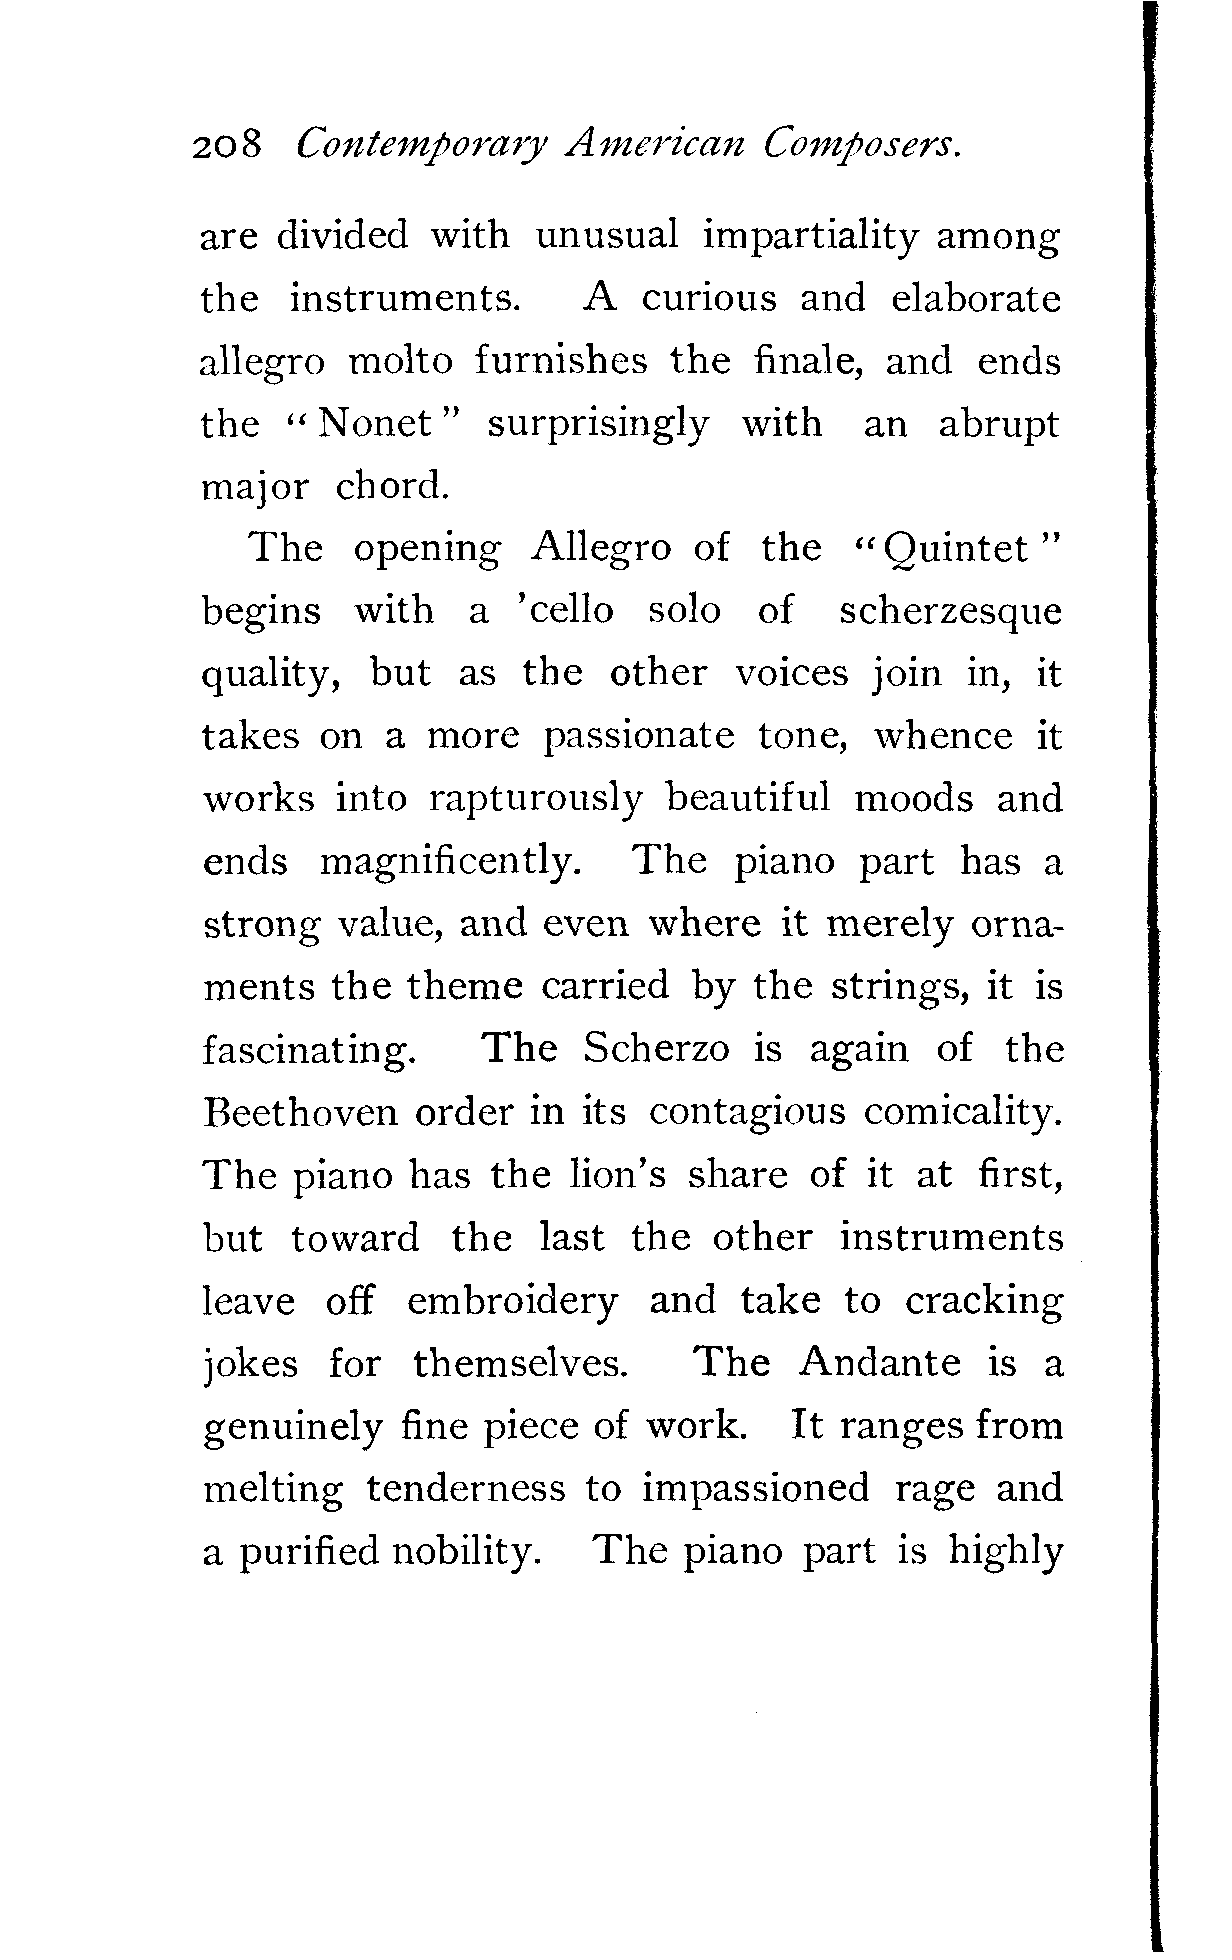 208 Contemporary American Composers.
are divided with unusual impartiality among
the instruments. A curious and elaborate
allegro molto furnishes the finale, and ends
the “Nonet” surprisingly with an abrupt
major chord.
The opening Allegro of the “Quintet”
begins with a ’cello solo of scherzesque
quality, but as the other voices join in, it
takes on a more passionate tone, whence it
works into rapturously beautiful moods and
ends magnificently. The piano part has a
strong value, and even where it merely orna-
ments the theme carried by the strings, it is
fascinating. The Scherzo is again of the
Beethoven order in its contagious comicality.
The piano has the lion’s share of it at first,
but toward the last the other instruments
leave off embroidery and take to cracking
jokes for themselves. The Andante is a
genuinely fine piece of work. It ranges from
melting tenderness to impassioned rage and
a purified nobility. The piano part is highly